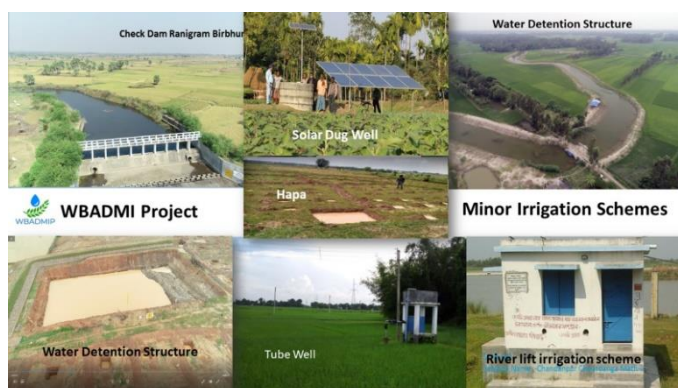 Check Dam Ranigram Birbhum
Water Detention Structure
Solar Dug Well
Hapa
WBADMIP
WBADMI Project
Minor Irrigation Schemes
Water Detention Structure
Tube Well
River lift irrigation scheme